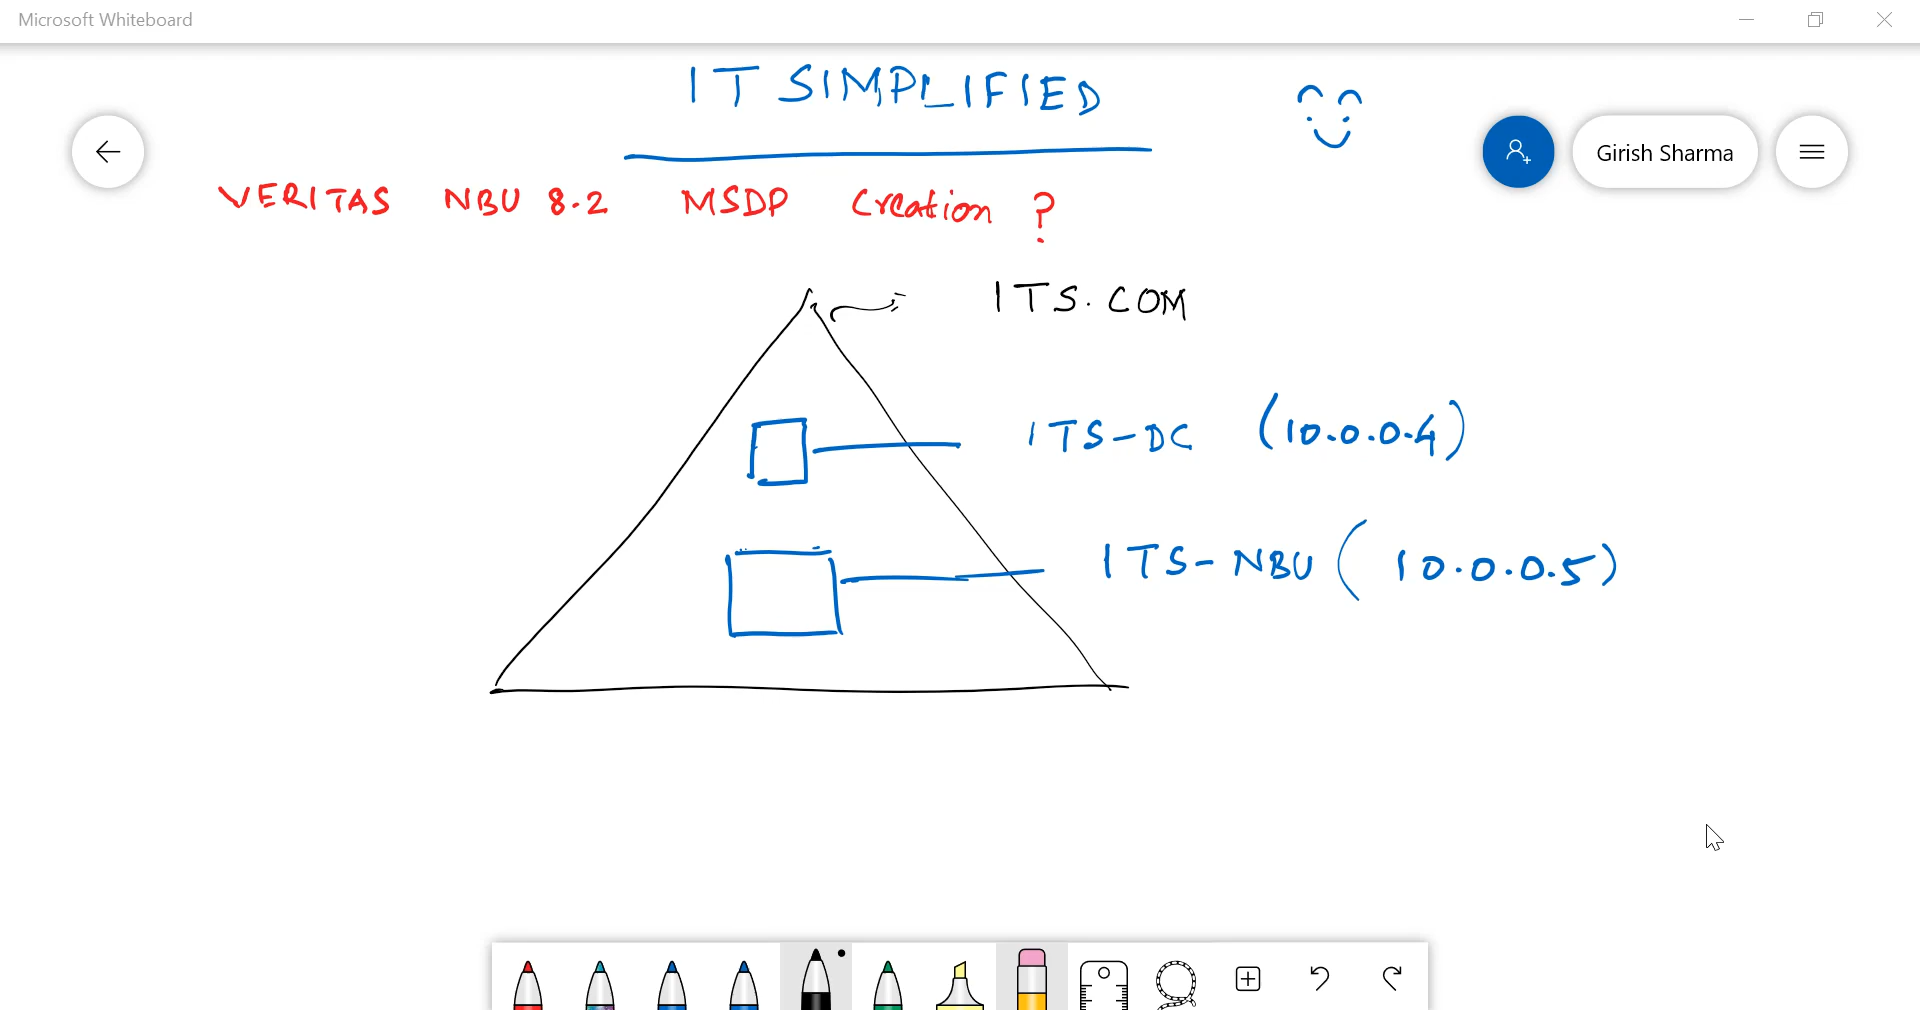 Microsoft Whiteboard
IT SIMPLIFIED
Girish Sharma
VERITAS NBU 8.2 MSDP Creation ?
ITS.COM
ITS-DC (10.0.0.4)
ITS-NBU (10.0.0.5)